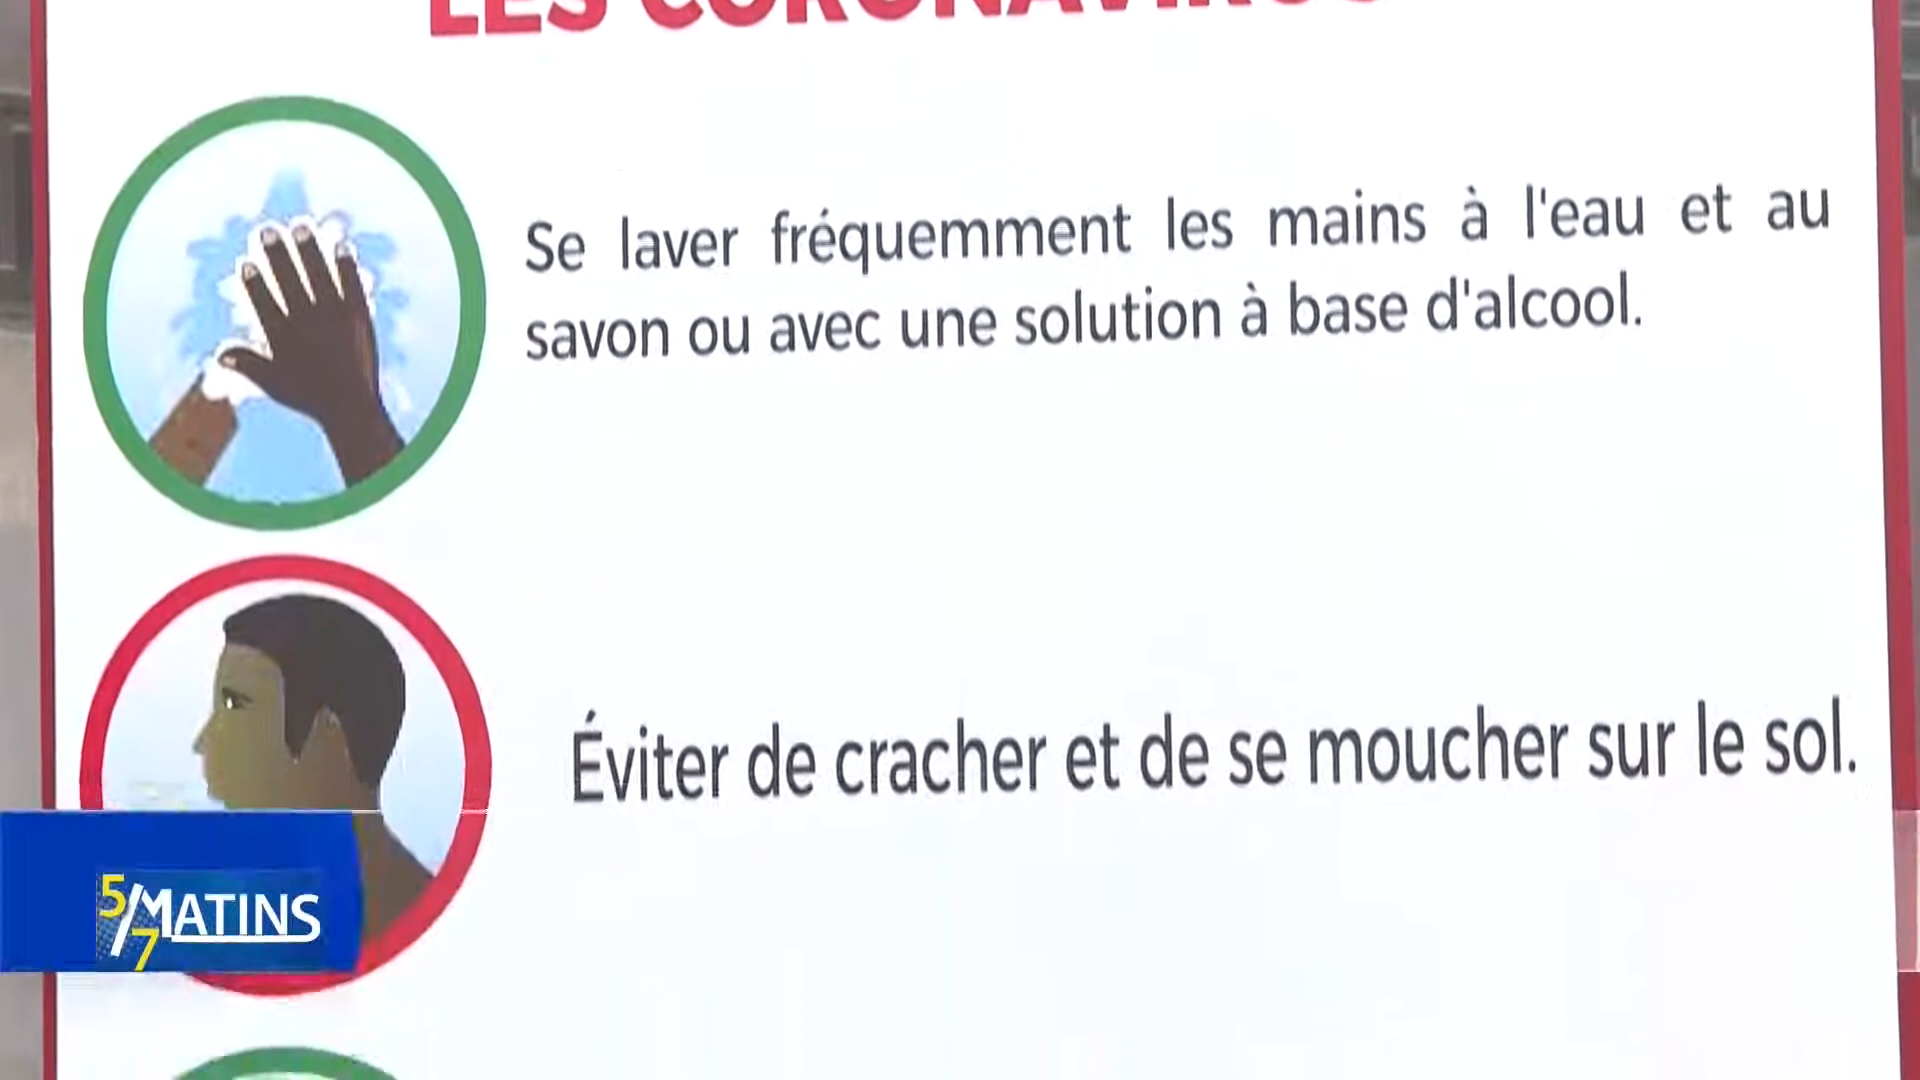 LES CORONAVIRUS
Se laver fréquemment les mains à l'eau et au
savon ou avec une solution à base d'alcool.
Éviter de cracher et de se moucher sur le sol.
5/7 MATINS